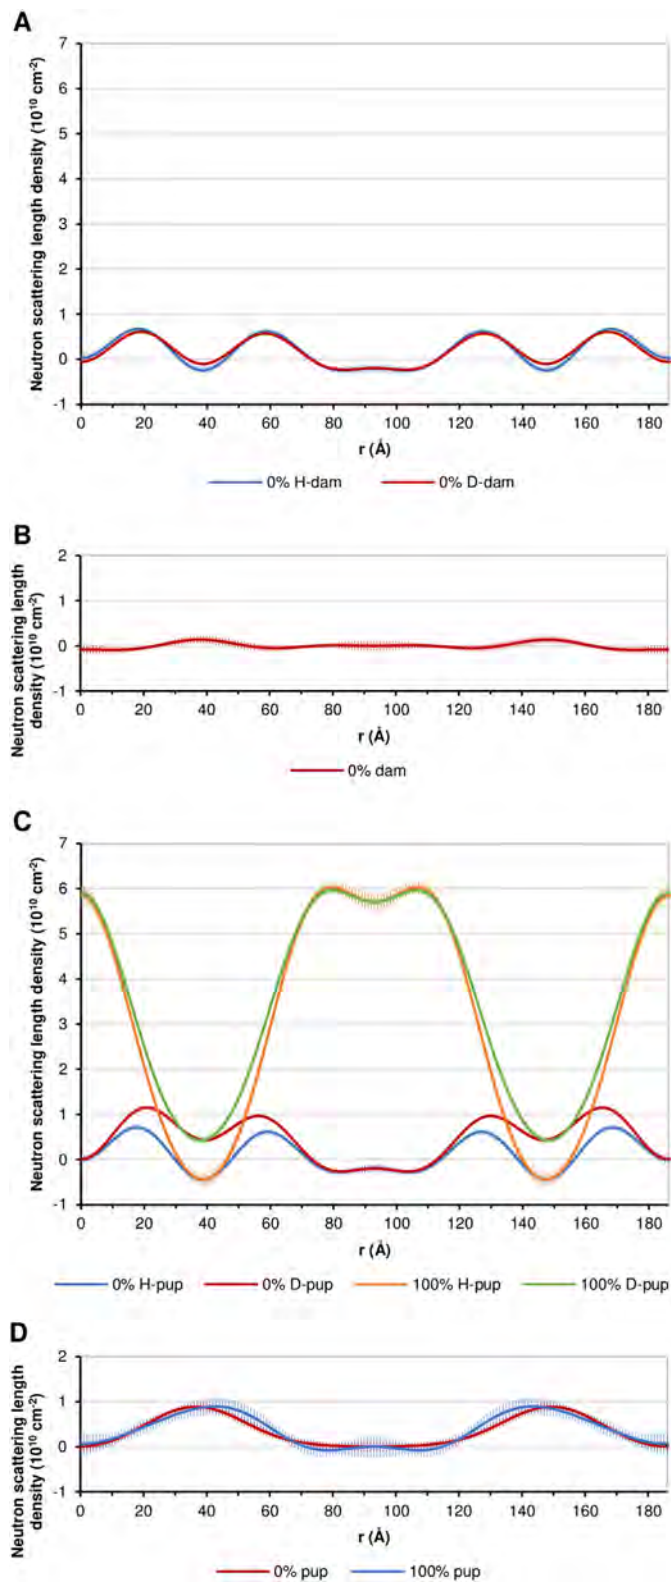 A
Neutron scattering length density (10¹⁰ cm⁻²)
7
6
5
4
3
2
1
0
-1
0 20 40 60 80 100 120 140 160 180
r (Å)
0% H-dam 0% D-dam
B
Neutron scattering length
density (10¹⁰ cm⁻²)
2
1
0
-1
0 20 40 60 80 100 120 140 160 180
r (Å)
0% dam
C
Neutron scattering length density (10¹⁰ cm⁻²)
7
6
5
4
3
2
1
0
-1
0 20 40 60 80 100 120 140 160 180
r (Å)
0% H-pup 0% D-pup 100% H-pup 100% D-pup
D
Neutron scattering length
density (10¹⁰ cm⁻²)
2
1
0
-1
0 20 40 60 80 100 120 140 160 180
r (Å)
0% pup 100% pup